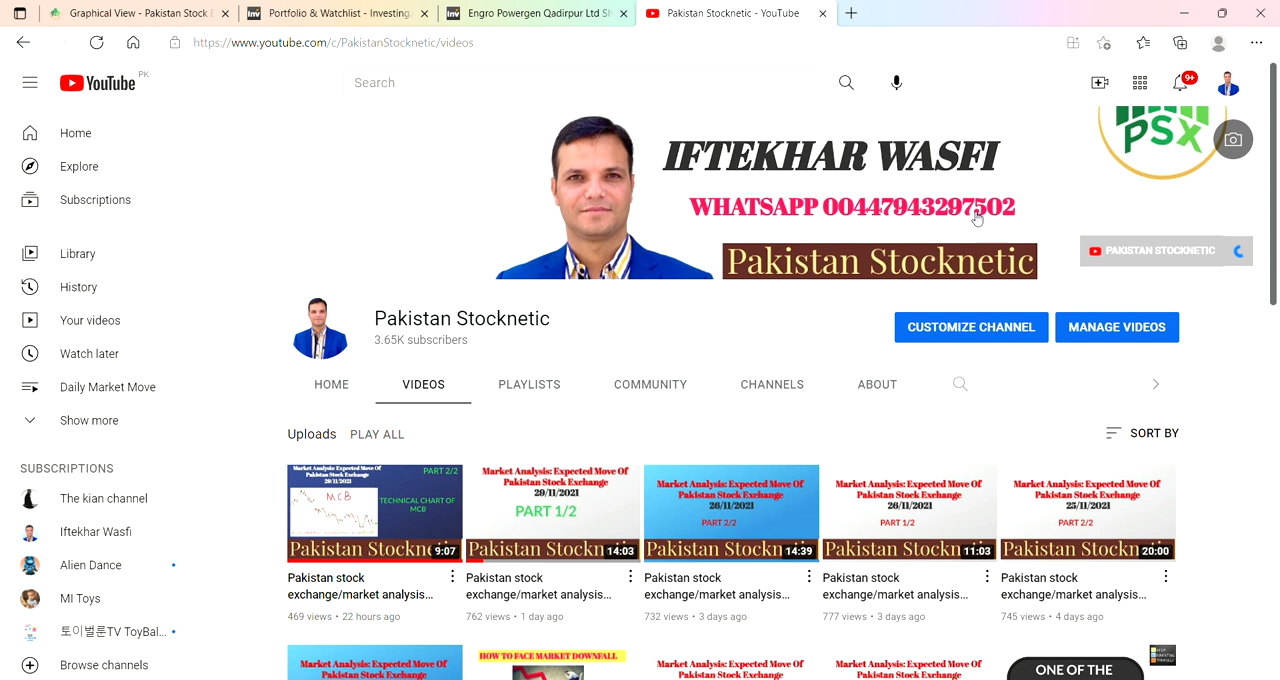 Graphical View - Pakistan Stock E
Portfolio & Watchlist - Investing.
Engro Powergen Qadirpur Ltd Sh
Pakistan Stocknetic - YouTube
https://www.youtube.com/c/PakistanStocknetic/videos
YouTube PK
Search
9+
Home
Explore
Subscriptions
Library
History
Your videos
Watch later
Daily Market Move
Show more
SUBSCRIPTIONS
The kian channel
Iftekhar Wasfi
Alien Dance
MI Toys
토이벌룬TV ToyBal...
Browse channels
IFTEKHAR WASFI
WHATSAPP 00447943297502
Pakistan Stocknetic
PSX
PAKISTAN STOCKNETIC
Pakistan Stocknetic
3.65K subscribers
CUSTOMIZE CHANNEL
MANAGE VIDEOS
HOME
VIDEOS
PLAYLISTS
COMMUNITY
CHANNELS
ABOUT
Uploads
PLAY ALL
SORT BY
Market Analysis: Expected Move Of
Pakistan Stock Exchange
29/11/2021
PART 2/2
MCB
TECHNICAL CHART OF
MCB
Pakistan Stockne
9:07
Pakistan stock
exchange/market analysis...
469 views • 22 hours ago
Market Analysis: Expected Move Of
Pakistan Stock Exchange
29/11/2021
PART 1/2
Pakistan Stockn
14:03
Pakistan stock
exchange/market analysis...
762 views • 1 day ago
Market Analysis: Expected Move Of
Pakistan Stock Exchange
26/11/2021
PART 2/2
Pakistan Stockn
14:39
Pakistan stock
exchange/market analysis...
732 views • 3 days ago
Market Analysis: Expected Move Of
Pakistan Stock Exchange
26/11/2021
PART 1/2
Pakistan Stockn
11:03
Pakistan stock
exchange/market analysis...
777 views • 3 days ago
Market Analysis: Expected Move Of
Pakistan Stock Exchange
25/11/2021
PART 2/2
Pakistan Stockn
20:00
Pakistan stock
exchange/market analysis...
745 views • 4 days ago
Market Analysis: Expected Move Of
Pakistan Stock Exchange
HOW TO FACE MARKET DOWNFALL
Market Analysis: Expected Move Of
Pakistan Stock Exchange
Market Analysis: Expected Move Of
Pakistan Stock Exchange
ONE OF THE